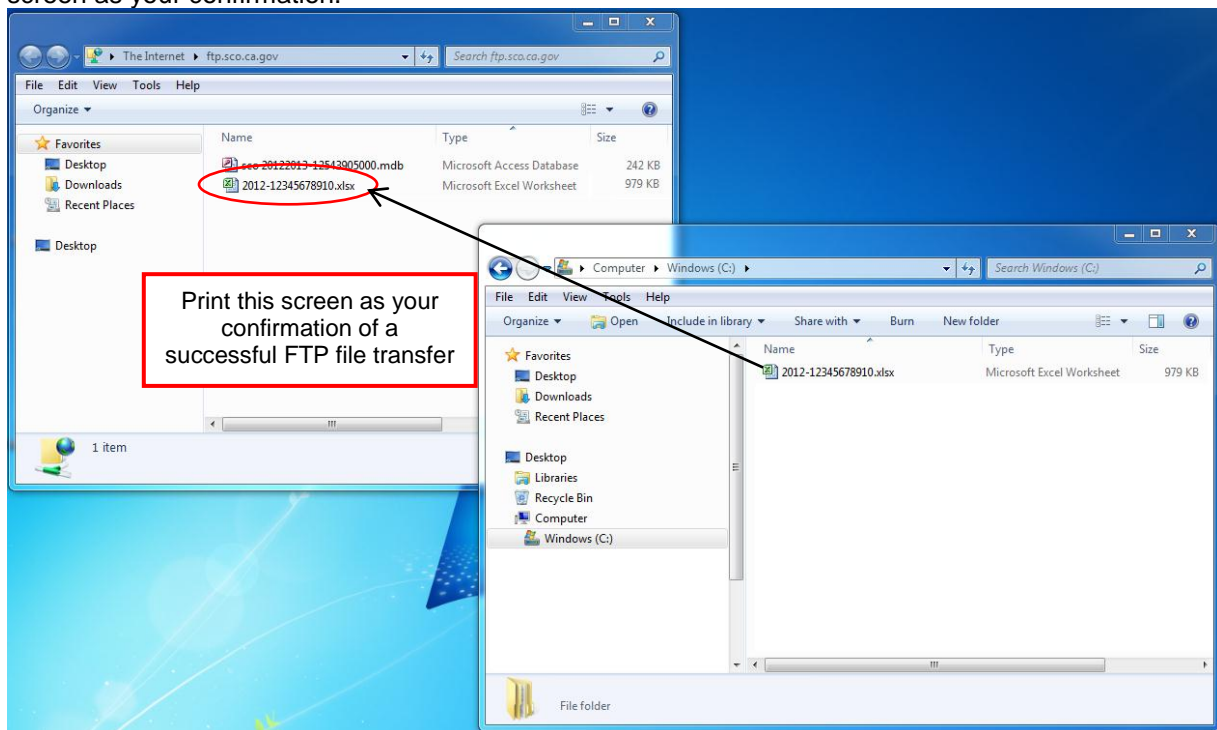 screen as your confirmation.
The Internet ▸ ftp.sco.ca.gov
Search ftp.sco.ca.gov
File Edit View Tools Help
Organize
Name Type Size
Favorites
Desktop
Downloads
Recent Places
Desktop
sco-20122013-12543905000.mdb Microsoft Access Database 242 KB
2012-12345678910.xlsx Microsoft Excel Worksheet 979 KB
Print this screen as your
confirmation of a
successful FTP file transfer
1 item
Computer ▸ Windows (C:) ▸
Search Windows (C:)
File Edit View Tools Help
Organize Open Include in library Share with Burn New folder
Name Type Size
Favorites
Desktop
Downloads
Recent Places
Desktop
Libraries
Recycle Bin
Computer
Windows (C:)
2012-12345678910.xlsx Microsoft Excel Worksheet 979 KB
File folder